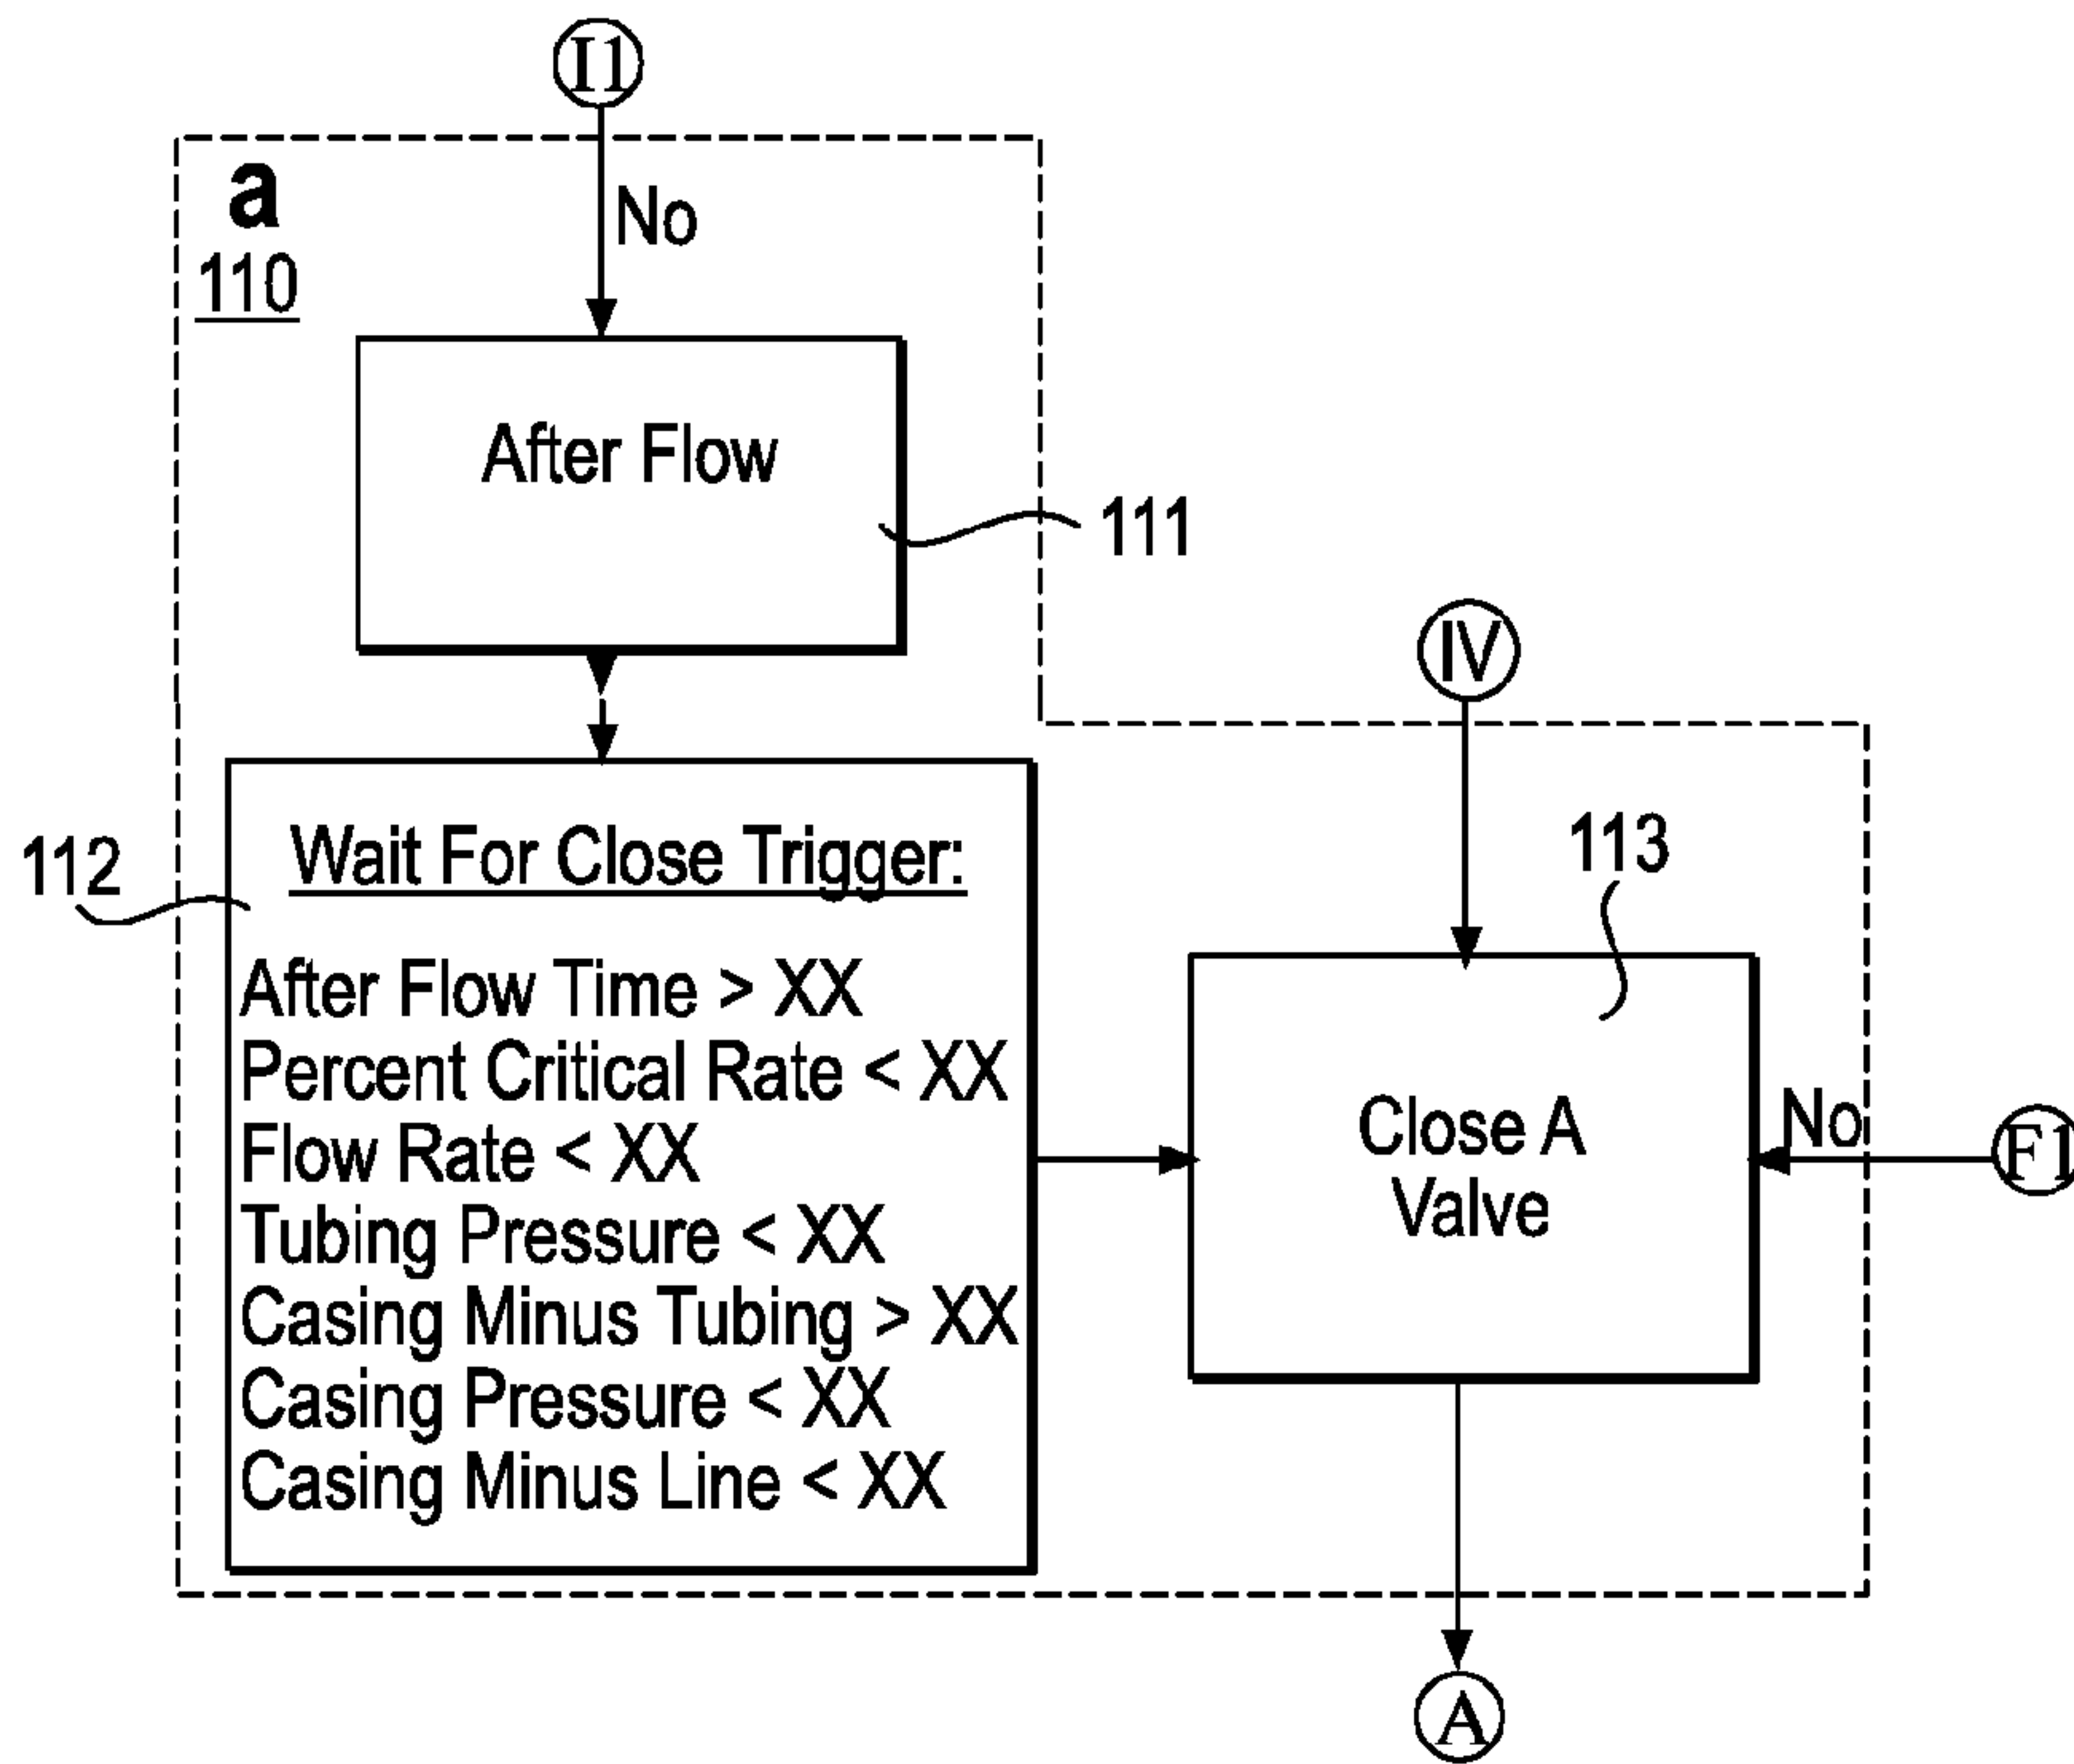 I1
a
110
No
After Flow
111
IV
112
Wait For Close Trigger:
After Flow Time > XX
Percent Critical Rate < XX
Flow Rate < XX
Tubing Pressure < XX
Casing Minus Tubing > XX
Casing Pressure < XX
Casing Minus Line < XX
113
Close A
Valve
No
F1
A